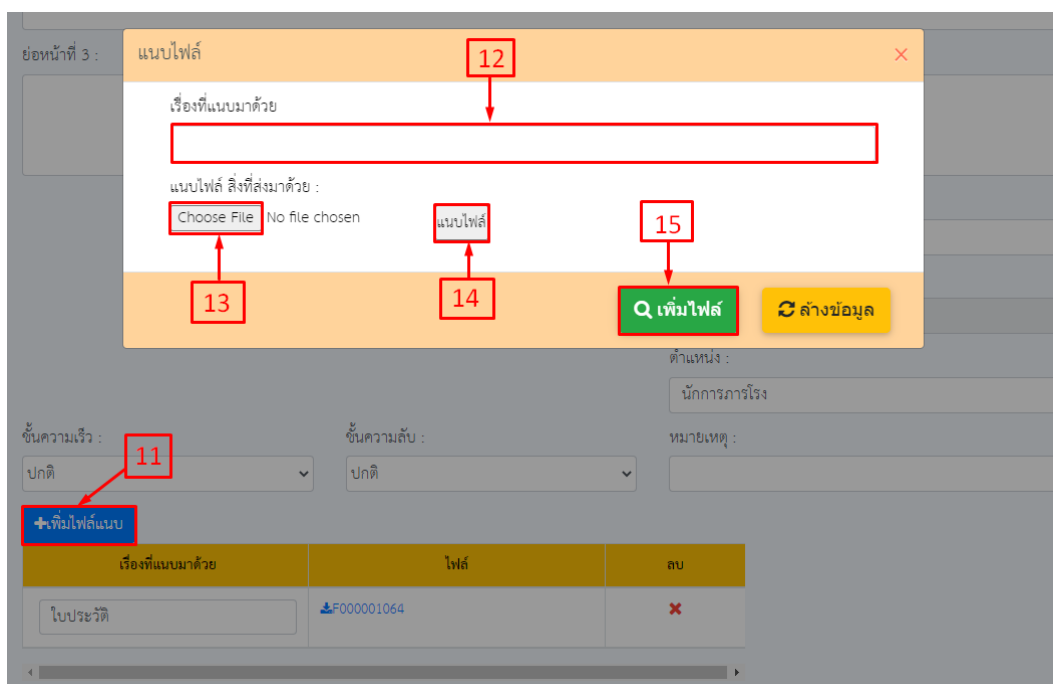 ย่อหน้าที่ 3 :
แนบไฟล์
12
×
เรื่องที่แนบมาด้วย
แนบไฟล์ สิ่งที่ส่งมาด้วย :
Choose File No file chosen
แนบไฟล์
13
14
15
เพิ่มไฟล์
ล้างข้อมูล
ตำแหน่ง :
นักการภารโรง
ชั้นความเร็ว :
ชั้นความลับ :
หมายเหตุ :
11
ปกติ
ปกติ
+เพิ่มไฟล์แนบ
เรื่องที่แนบมาด้วย ไฟล์ ลบ
ใบประวัติ F000001064